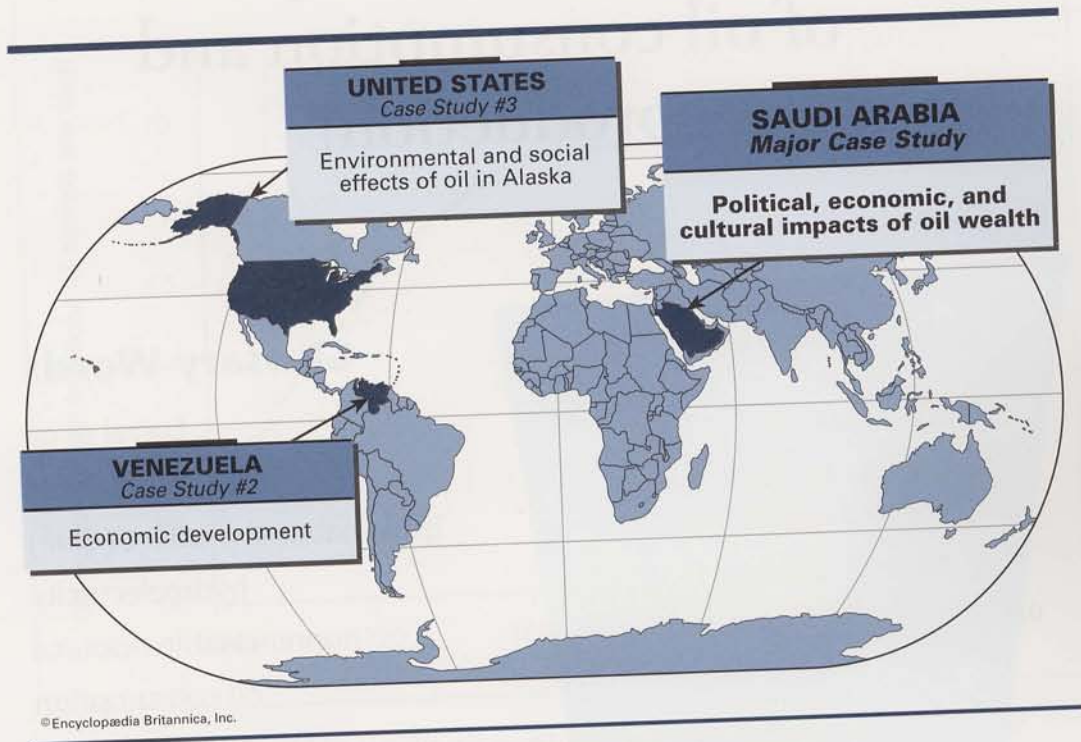 UNITED STATES
Case Study #3
Environmental and social
effects of oil in Alaska
SAUDI ARABIA
Major Case Study
Political, economic, and
cultural impacts of oil wealth
VENEZUELA
Case Study #2
Economic development
©Encyclopædia Britannica, Inc.